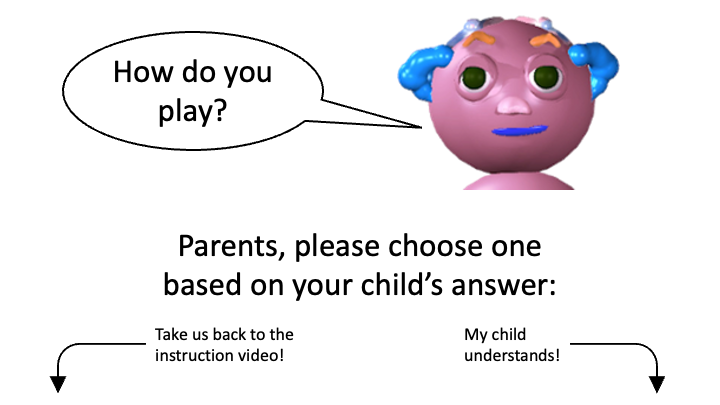 How do you
play?
Parents, please choose one
based on your child’s answer:
Take us back to the
instruction video!
My child
understands!